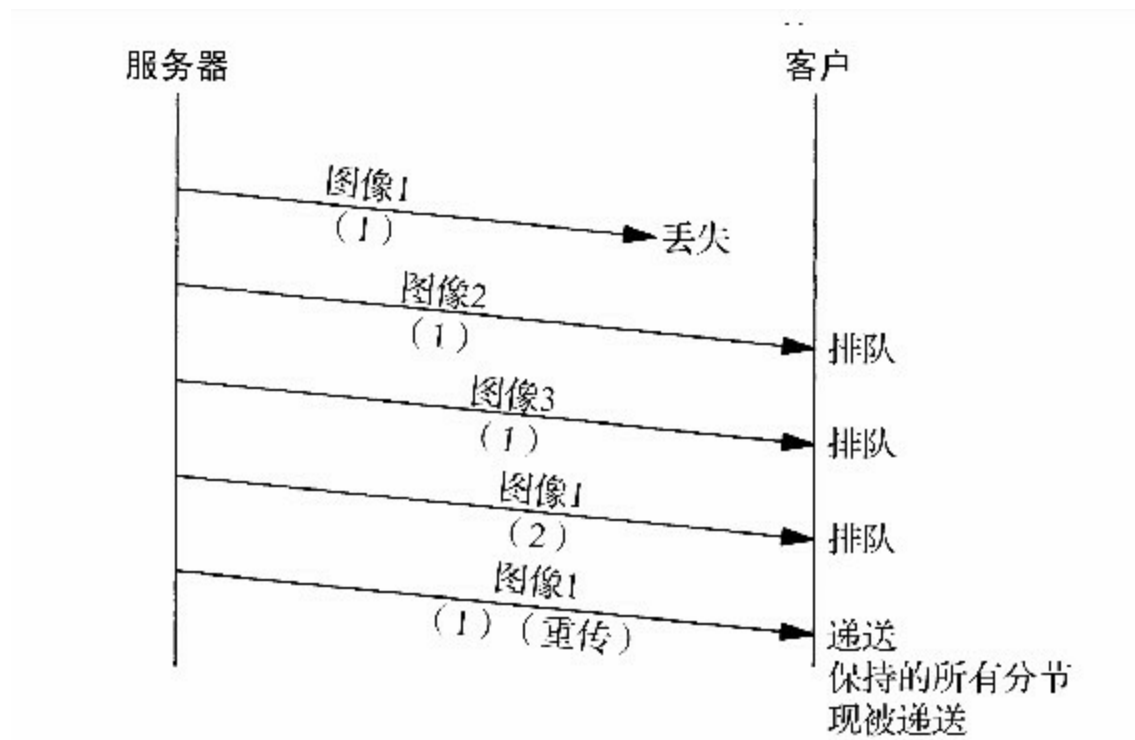 服务器
客户
图像1
(1)
丢失
图像2
(1)
排队
图像3
(1)
排队
图像1
(2)
排队
图像1
(1)(重传)
递送
保持的所有分节
现被递送